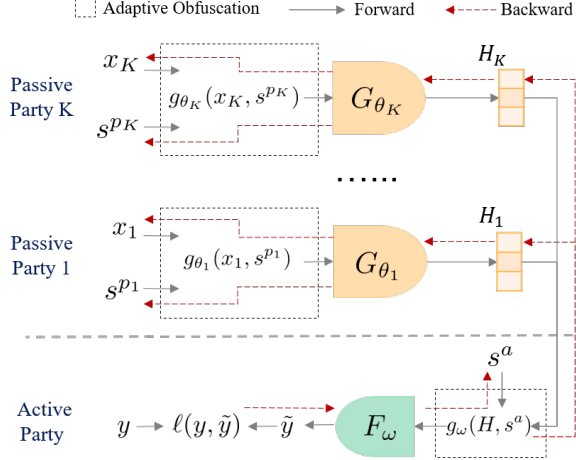 Adaptive Obfuscation Forward Backward
Passive Party K
x_K
s^{p_K}
g_{θ_K}(x_K, s^{p_K})
G_{θ_K}
H_K
......
Passive Party 1
x_1
s^{p_1}
g_{θ_1}(x_1, s^{p_1})
G_{θ_1}
H_1
s^a
Active Party
y
ℓ(y, ỹ)
ỹ
F_ω
g_ω(H, s^a)